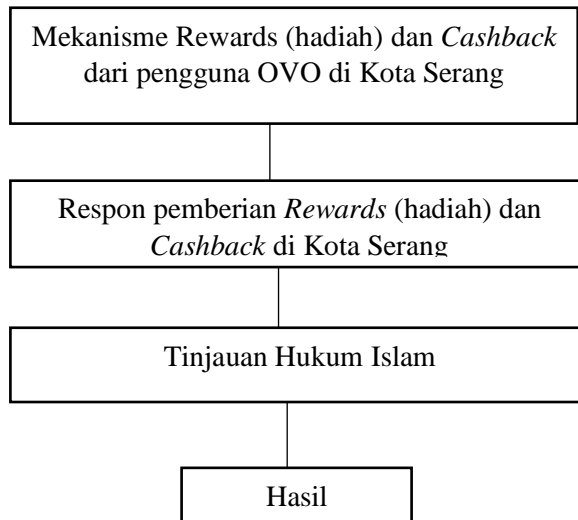 Mekanisme Rewards (hadiah) dan Cashback
dari pengguna OVO di Kota Serang
Respon pemberian Rewards (hadiah) dan
Cashback di Kota Serang
Tinjauan Hukum Islam
Hasil